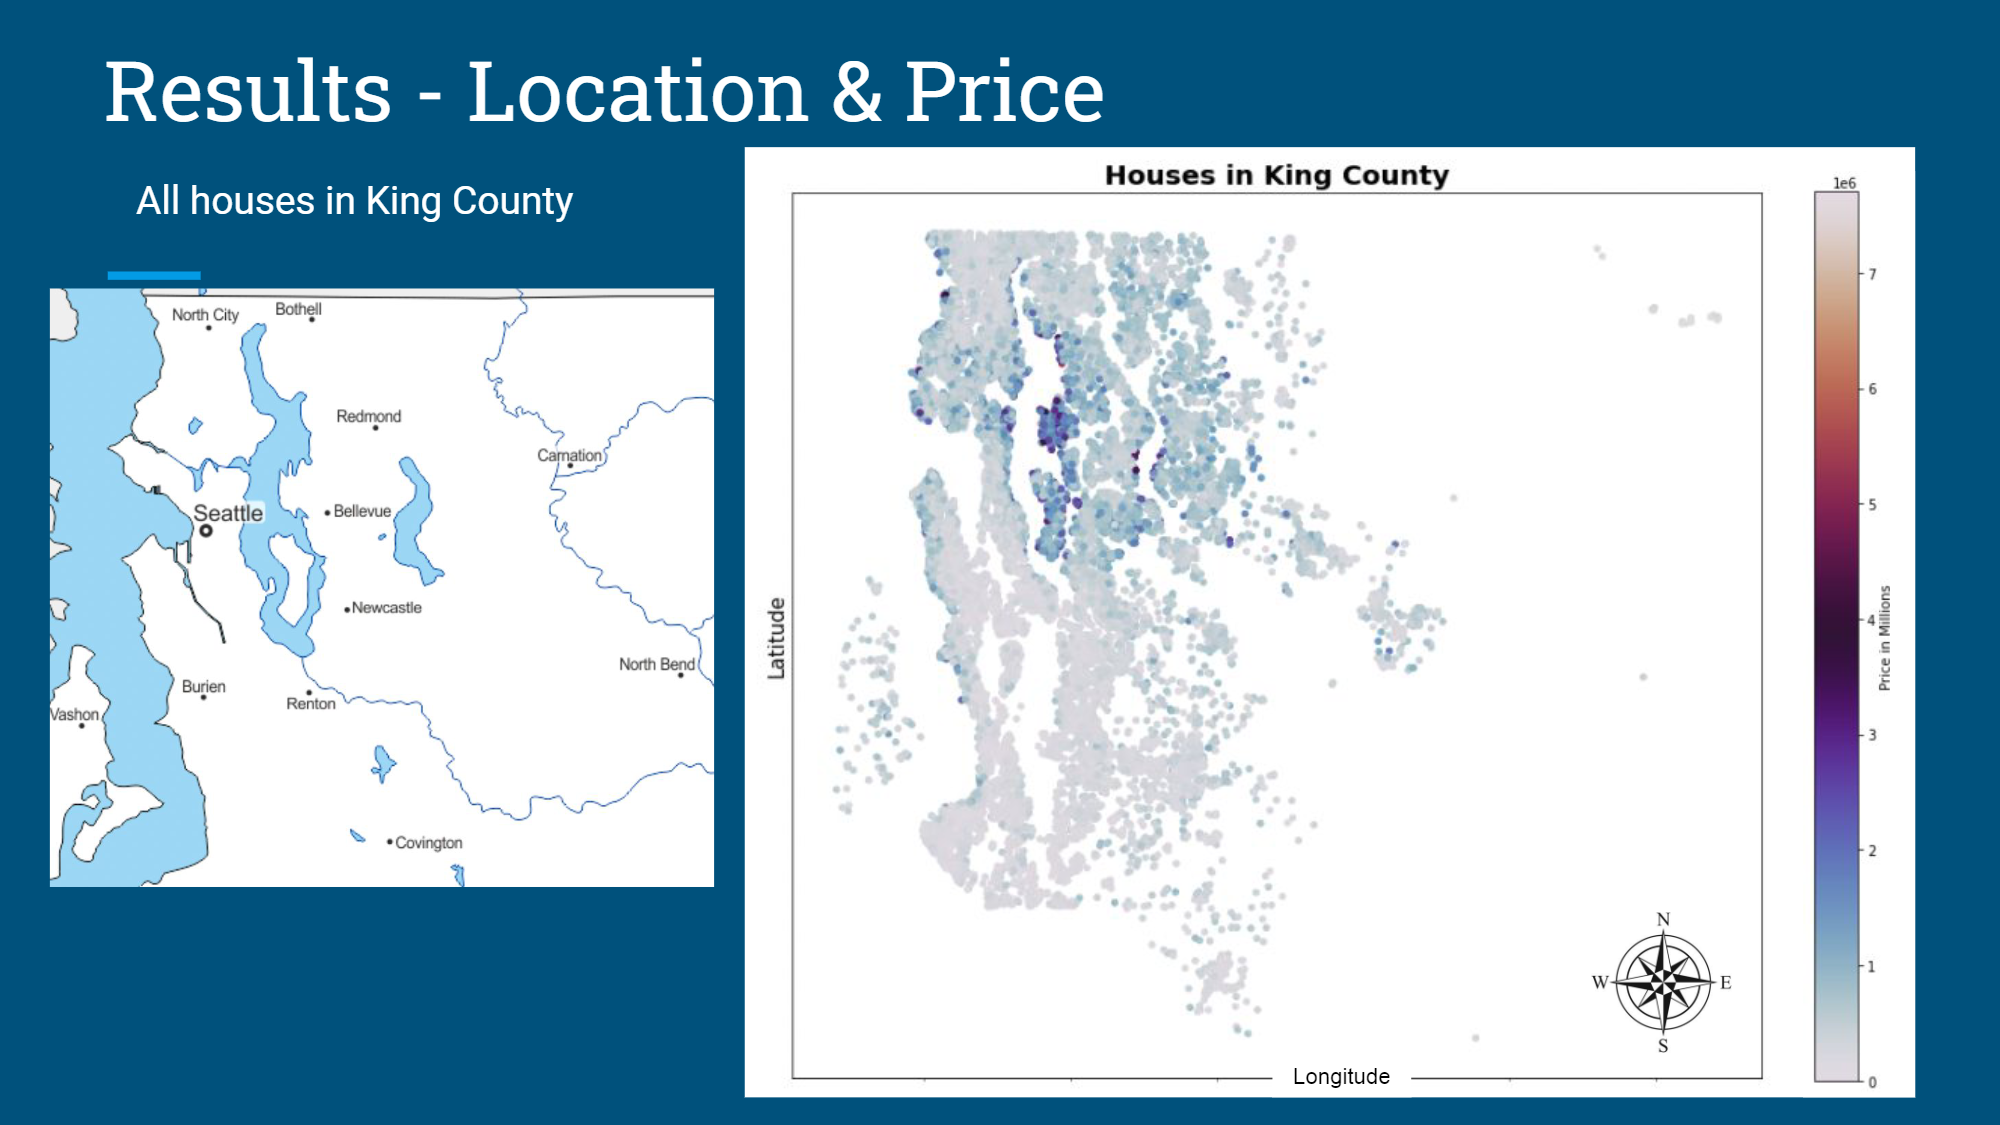 Results - Location & Price
All houses in King County
North City
Bothell
Redmond
Carnation
Seattle
Bellevue
Newcastle
North Bend
Burien
Renton
Vashon
Covington
Houses in King County
1e6
7
6
5
4
3
2
1
0
Price in Millions
Latitude
Longitude
N
W
E
S